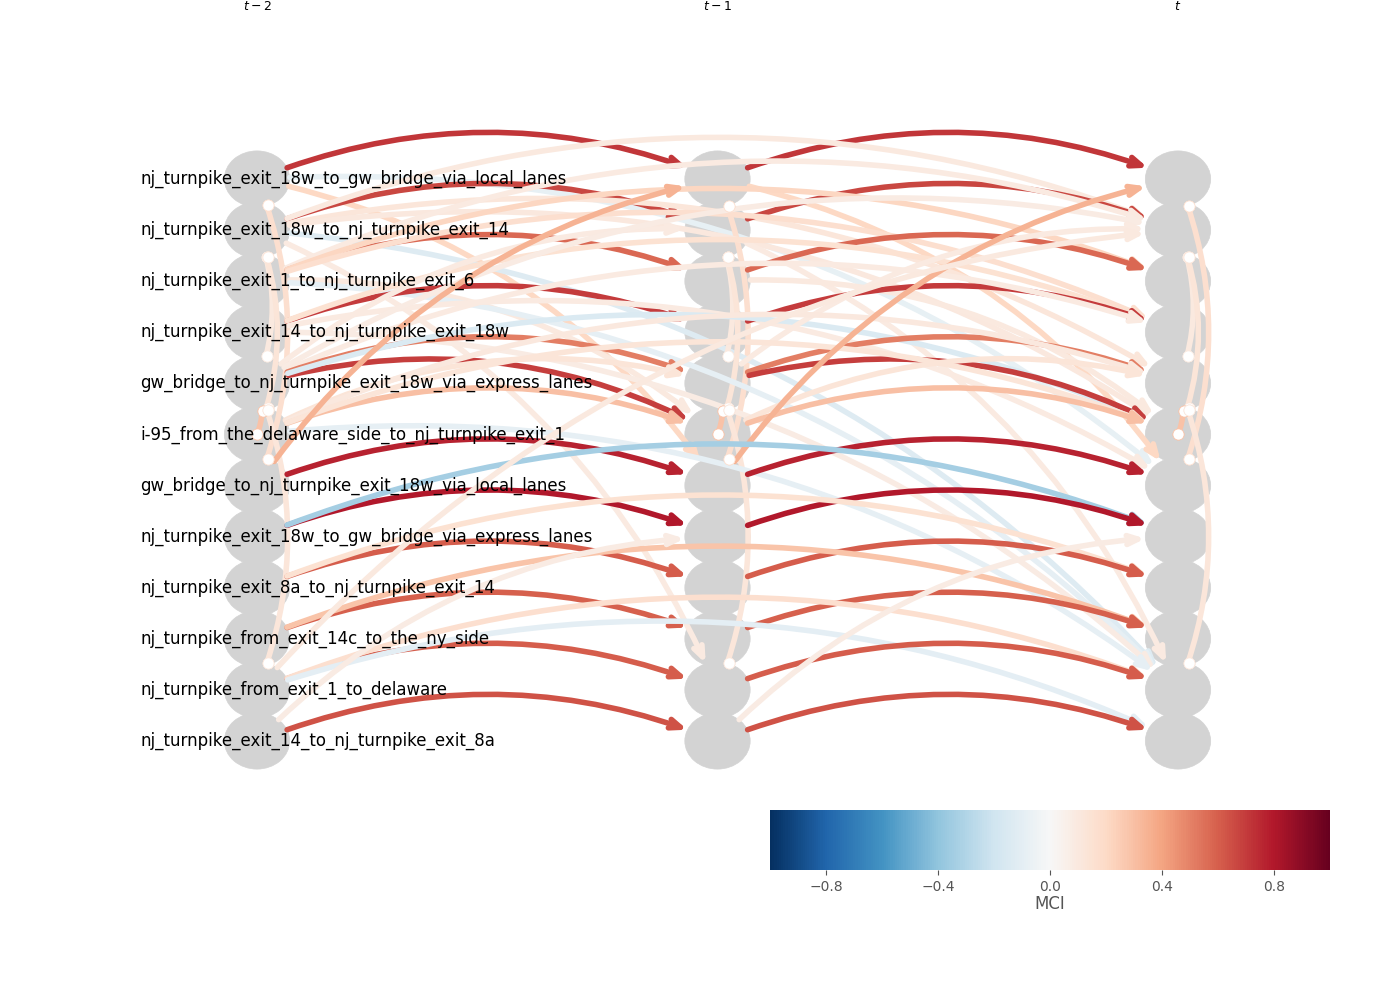 t − 2 t − 1 t
nj_turnpike_exit_18w_to_gw_bridge_via_local_lanes
nj_turnpike_exit_18w_to_nj_turnpike_exit_14
nj_turnpike_exit_1_to_nj_turnpike_exit_6
nj_turnpike_exit_14_to_nj_turnpike_exit_18w
gw_bridge_to_nj_turnpike_exit_18w_via_express_lanes
i-95_from_the_delaware_side_to_nj_turnpike_exit_1
gw_bridge_to_nj_turnpike_exit_18w_via_local_lanes
nj_turnpike_exit_18w_to_gw_bridge_via_express_lanes
nj_turnpike_exit_8a_to_nj_turnpike_exit_14
nj_turnpike_from_exit_14c_to_the_ny_side
nj_turnpike_from_exit_1_to_delaware
nj_turnpike_exit_14_to_nj_turnpike_exit_8a
−0.8 −0.4 0.0 0.4 0.8
MCI